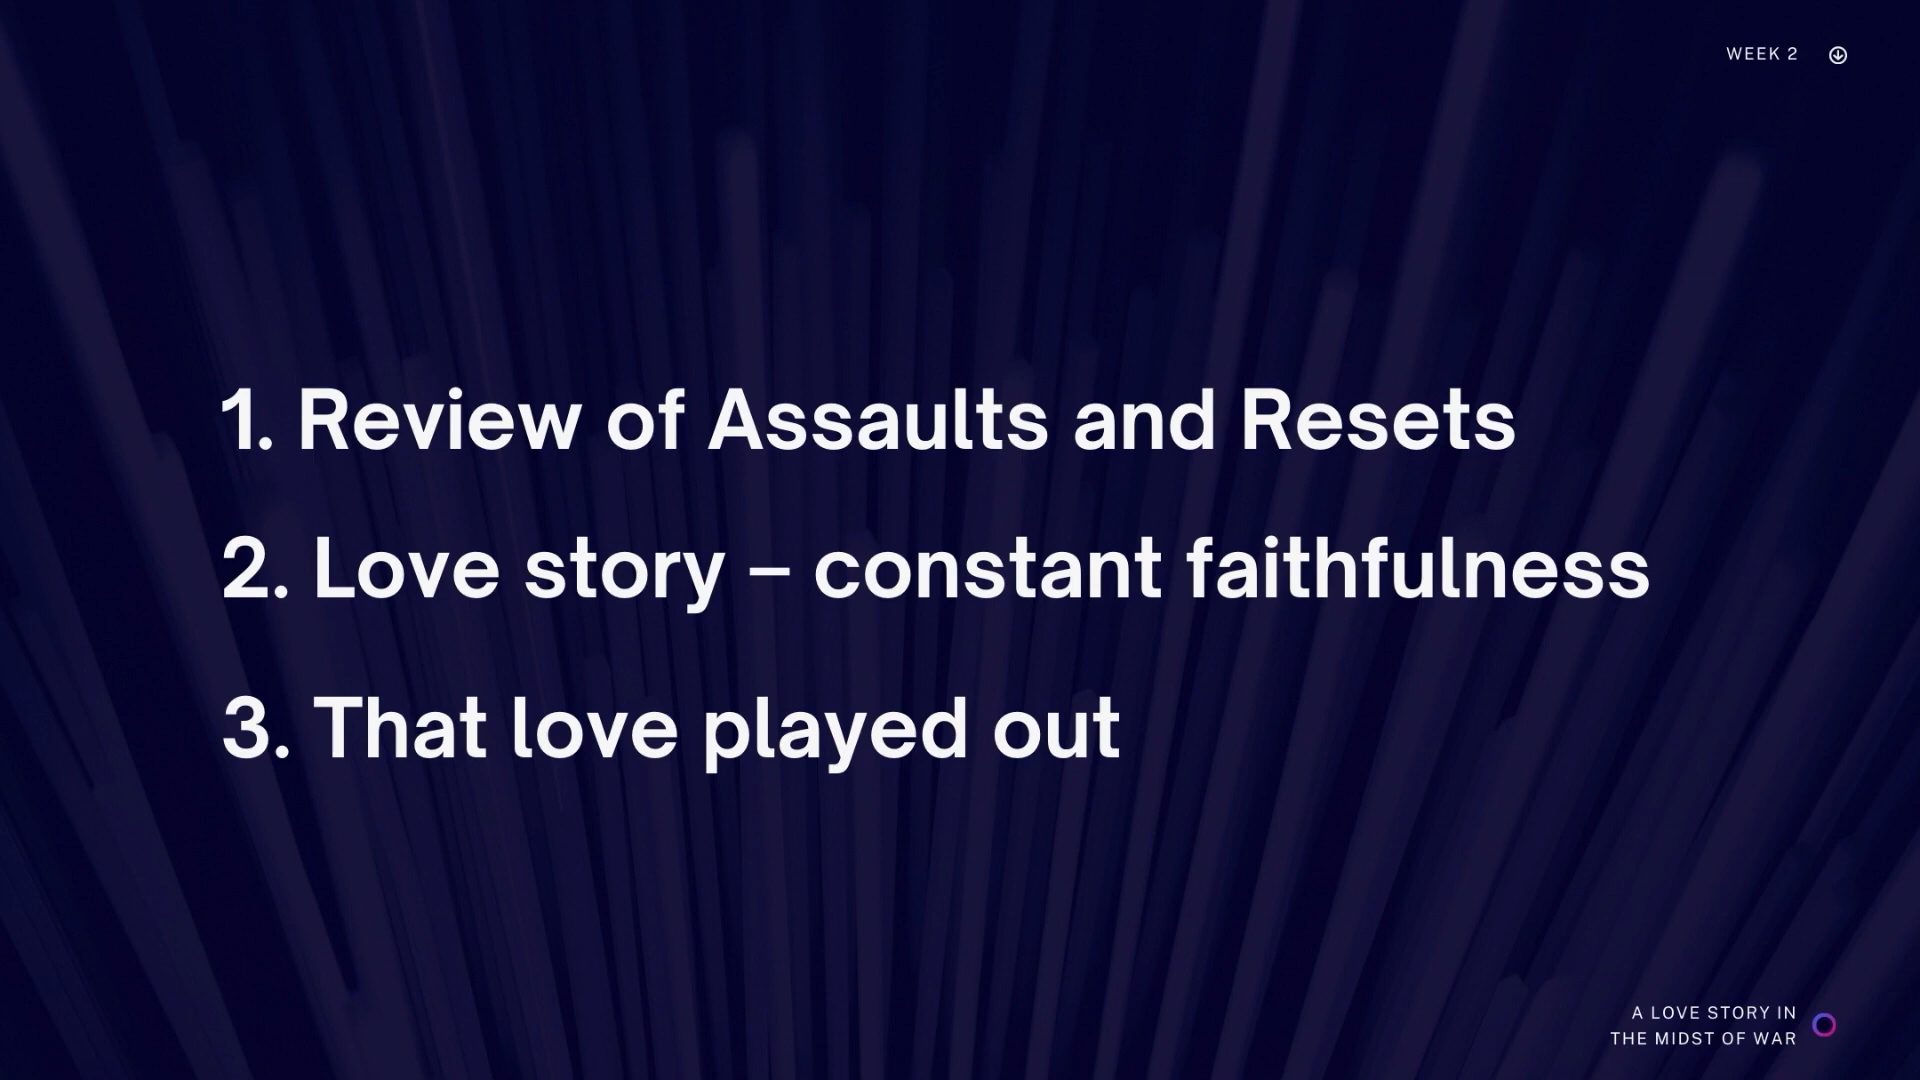 WEEK 2
1. Review of Assaults and Resets
2. Love story – constant faithfulness
3. That love played out
A LOVE STORY IN
THE MIDST OF WAR